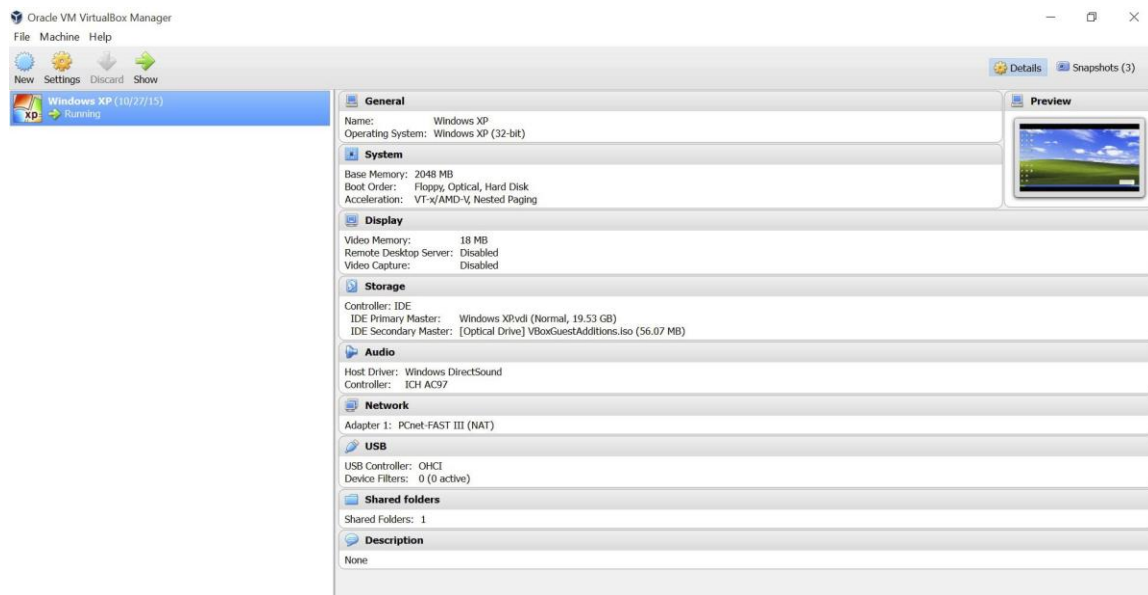 Oracle VM VirtualBox Manager
File Machine Help
New Settings Discard Show
Details Snapshots (3)
Windows XP (10/27/15)
Running
xp
General
Name: Windows XP
Operating System: Windows XP (32-bit)
Preview
System
Base Memory: 2048 MB
Boot Order: Floppy, Optical, Hard Disk
Acceleration: VT-x/AMD-V, Nested Paging
Display
Video Memory: 18 MB
Remote Desktop Server: Disabled
Video Capture: Disabled
Storage
Controller: IDE
IDE Primary Master: Windows XP.vdi (Normal, 19.53 GB)
IDE Secondary Master: [Optical Drive] VBoxGuestAdditions.iso (56.07 MB)
Audio
Host Driver: Windows DirectSound
Controller: ICH AC97
Network
Adapter 1: PCnet-FAST III (NAT)
USB
USB Controller: OHCI
Device Filters: 0 (0 active)
Shared folders
Shared Folders: 1
Description
None